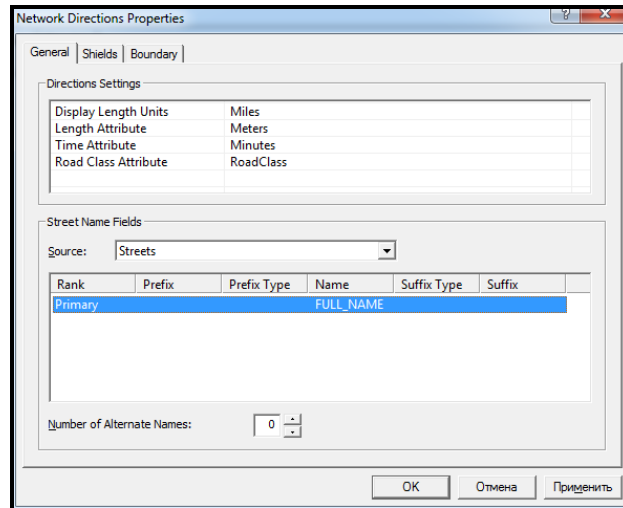 Network Directions Properties
General Shields Boundary
Directions Settings
Display Length Units Miles
Length Attribute Meters
Time Attribute Minutes
Road Class Attribute RoadClass
Street Name Fields
Source: Streets
Rank Prefix Prefix Type Name Suffix Type Suffix
Primary FULL_NAME
Number of Alternate Names: 0
OK Отмена Применить